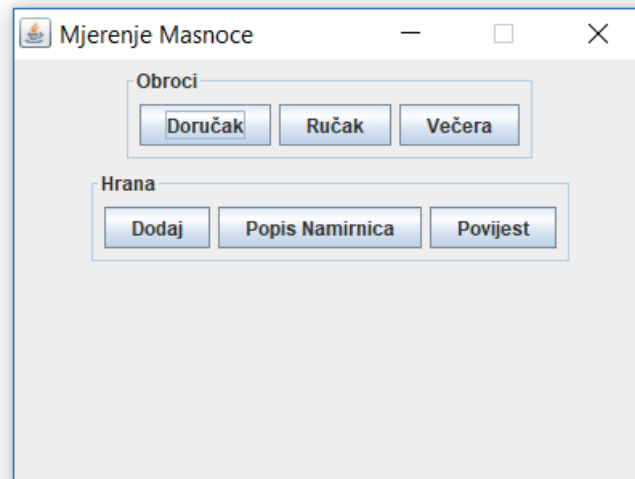 Mjerenje Masnoce
Obroci
Doručak Ručak Večera
Hrana
Dodaj Popis Namirnica Povijest